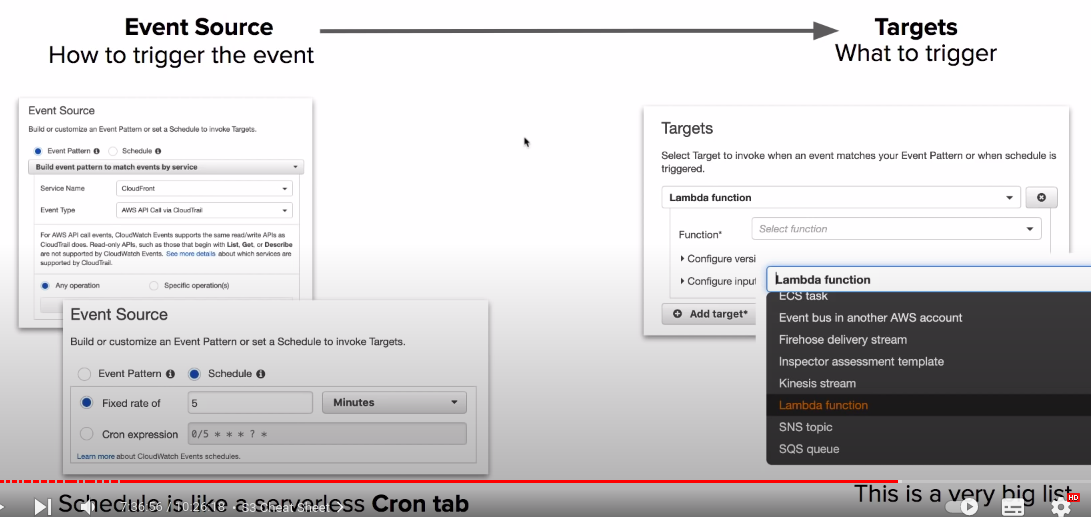 Event Source
How to trigger the event
Targets
What to trigger
Event Source
Build or customize an Event Pattern or set a Schedule to invoke Targets.
Event Pattern
Schedule
Build event pattern to match events by service
Service Name
CloudFront
Event Type
AWS API Call via CloudTrail
For AWS API call events, CloudWatch Events supports the same read/write APIs as
CloudTrail does. Read-only APIs, such as those that begin with List, Get, or Describe
are not supported by CloudWatch Events. See more details about which services are
supported by CloudTrail.
Any operation
Specific operation(s)
Event Source
Build or customize an Event Pattern or set a Schedule to invoke Targets.
Event Pattern
Schedule
Fixed rate of
5
Minutes
Cron expression
0/5 * * * ? *
Learn more about CloudWatch Events schedules.
Schedule is like a serverless Cron tab
Targets
Select Target to invoke when an event matches your Event Pattern or when schedule is
triggered.
Lambda function
Function*
Select function
Configure versi
Configure input
Add target*
Lambda function
ECS task
Event bus in another AWS account
Firehose delivery stream
Inspector assessment template
Kinesis stream
Lambda function
SNS topic
SQS queue
This is a very big list
7:36:56 / 10:26:18 • S3 Cheat Sheet >
HD